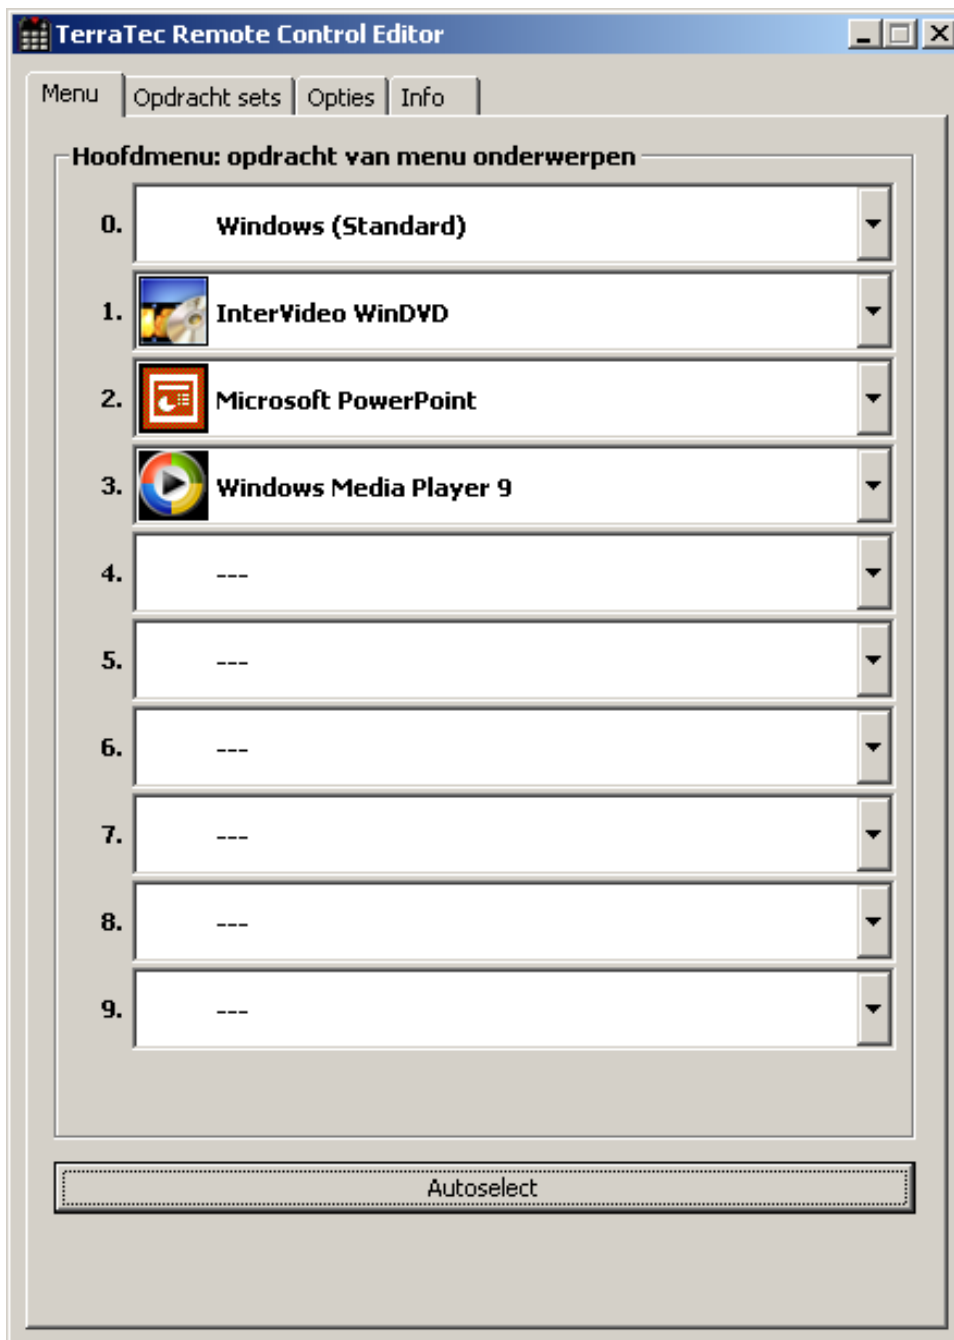 TerraTec Remote Control Editor
Menu Opdracht sets Opties Info
Hoofdmenu: opdracht van menu onderwerpen
0. Windows (Standard)
1. InterVideo WinDVD
2. Microsoft PowerPoint
3. Windows Media Player 9
4. ---
5. ---
6. ---
7. ---
8. ---
9. ---
Autoselect